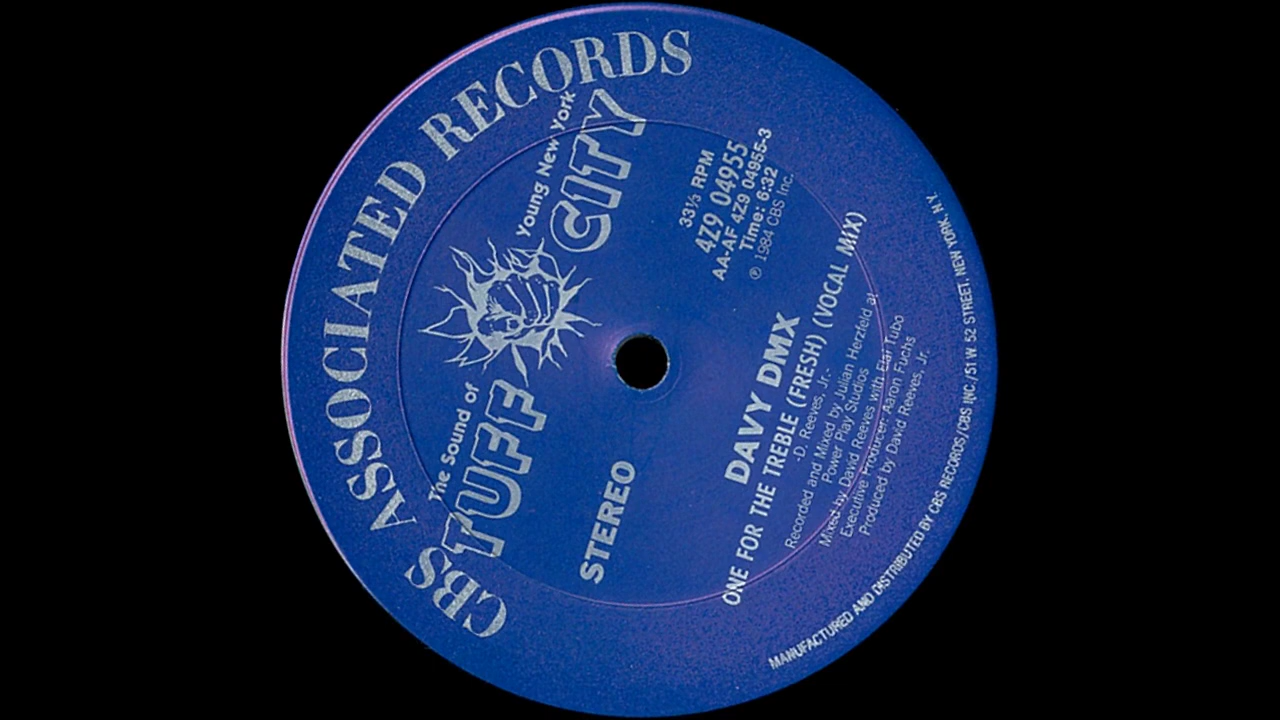 CBS ASSOCIATED RECORDS
The Sound of Young New York
TUFF CITY
STEREO
33⅓ RPM
4Z9 04955
AA-AF 4Z9 04955-3
Time: 6:32
℗ 1984 CBS Inc.
DAVY DMX
ONE FOR THE TREBLE (FRESH) (VOCAL MIX)
-D. Reeves, Jr.-
Recorded and Mixed by Julian Herzfeld at
Power Play Studios
Mixed by David Reeves with Elai Tubo
Executive Producer: Aaron Fuchs
Produced by David Reeves, Jr.
MANUFACTURED AND DISTRIBUTED BY CBS RECORDS/CBS INC./51 W. 52 STREET, NEW YORK, N.Y.